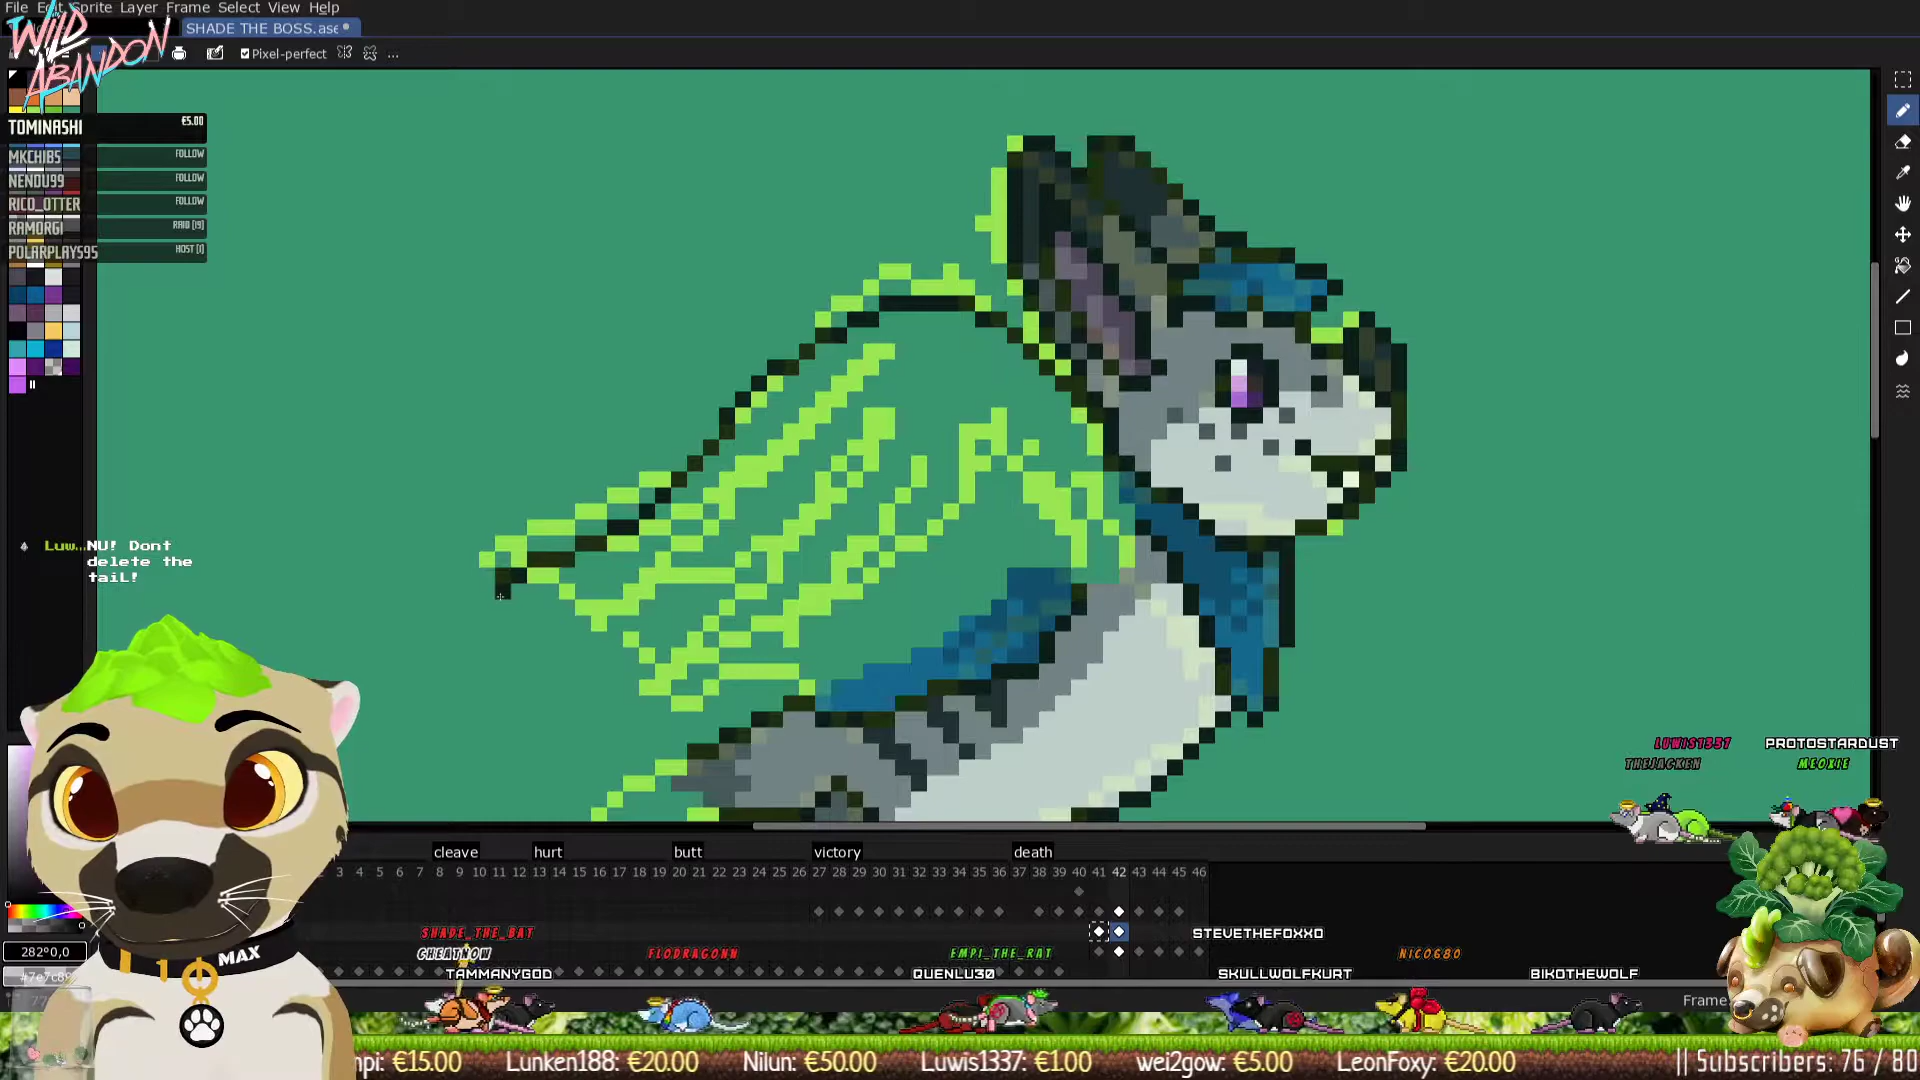 File Edit Sprite Layer Frame Select View Help
WILD
ABANDON
SHADE THE BOSS.ase
Pixel-perfect
...
TOMINASHI €5.00
MKCHIBS FOLLOW
NENDU99 FOLLOW
RICO_OTTER FOLLOW
RAMORGI RAID [19]
POLARPLAYS95 HOST [1]
Luw... NU! Dont
delete the
taiL!
LUWIS1337 PROTOSTARDUST
THEJACKEN MEOXIE
cleave hurt butt victory death
3 4 5 6 7 8 9 10 11 12 13 14 15 16 17 18 19 20 21 22 23 24 25 26 27 28 29 30 31 32 33 34 35 36 37 38 39 40 41 42 43 44 45 46
SHADE_THE_BAT STEVETHEFOXXO
CHEATNOW FLODRAGONN EMPI_THE_RAT NICO680
TAMMANYGOD QUENLU30 SKULLWOLFKURT BIKOTHEWOLF
282°0,0
MAX
Frame
mpi: €15.00 Lunken188: €20.00 Nilun: €50.00 Luwis1337: €1.00 wei2gow: €5.00 LeonFoxy: €20.00 || Subscribers: 76 / 80